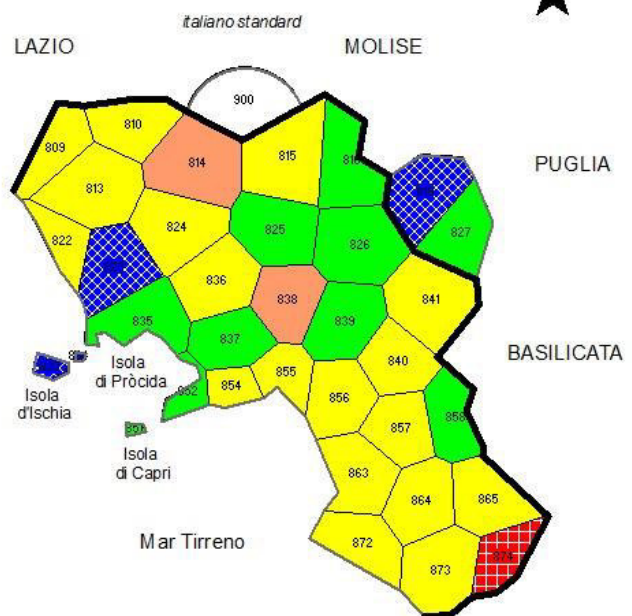 italiano standard
LAZIO
MOLISE
900
810
809
814
815
PUGLIA
813
827
822
824
825
826
836
838
841
835
837
839
840
BASILICATA
Isola
di Pròcida
854
855
856
Isola
d'Ischia
857
858
Isola
di Capri
863
864
865
Mar Tirreno
872
873
874